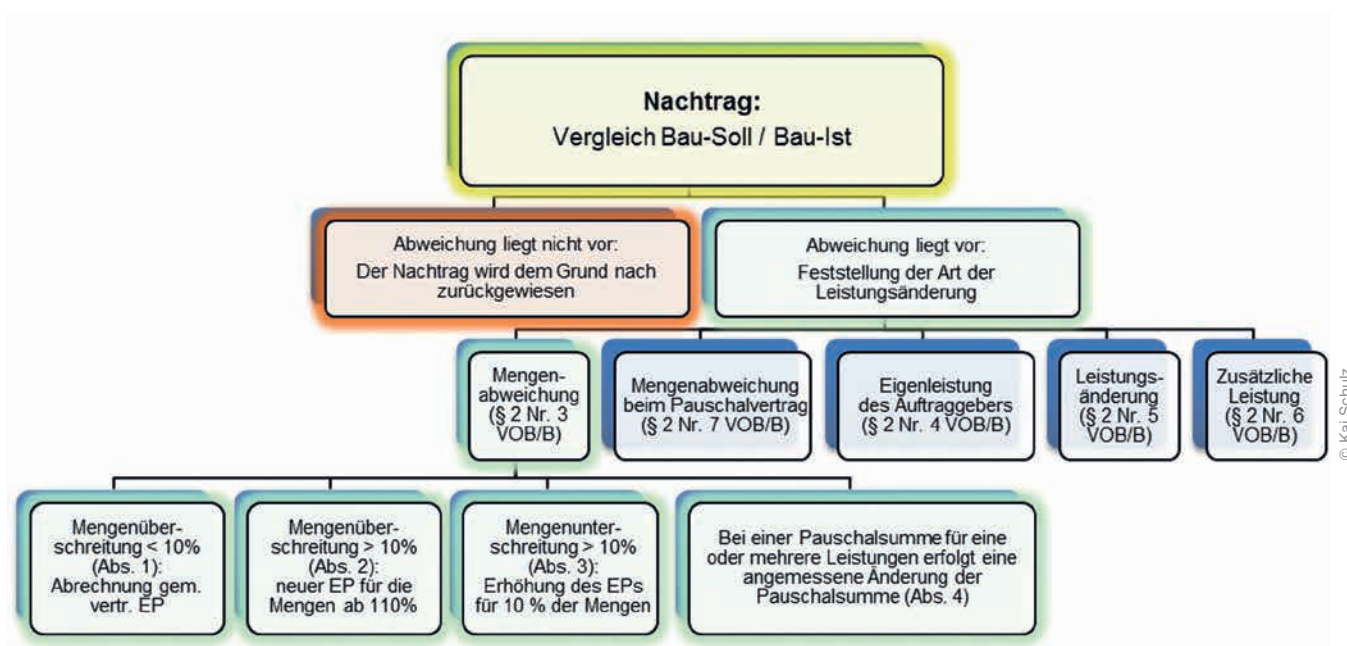 Nachtrag:
Vergleich Bau-Soll / Bau-Ist
Abweichung liegt nicht vor:
Der Nachtrag wird dem Grund nach
zurückgewiesen
Abweichung liegt vor:
Feststellung der Art der
Leistungsänderung
Mengen-
abweichung
(§ 2 Nr. 3
VOB/B)
Mengenabweichung
beim Pauschalvertrag
(§ 2 Nr. 7 VOB/B)
Eigenleistung
des Auftraggebers
(§ 2 Nr. 4 VOB/B)
Leistungs-
änderung
(§ 2 Nr. 5
VOB/B)
Zusätzliche
Leistung
(§ 2 Nr. 6
VOB/B)
Mengenüber-
schreitung < 10%
(Abs. 1):
Abrechnung gem.
vertr. EP
Mengenüber-
schreitung > 10%
(Abs. 2):
neuer EP für die
Mengen ab 110%
Mengenunter-
schreitung > 10%
(Abs. 3):
Erhöhung des EPs
für 10 % der Mengen
Bei einer Pauschalsumme für eine
oder mehrere Leistungen erfolgt eine
angemessene Änderung der
Pauschalsumme (Abs. 4)
© Kai Schulz